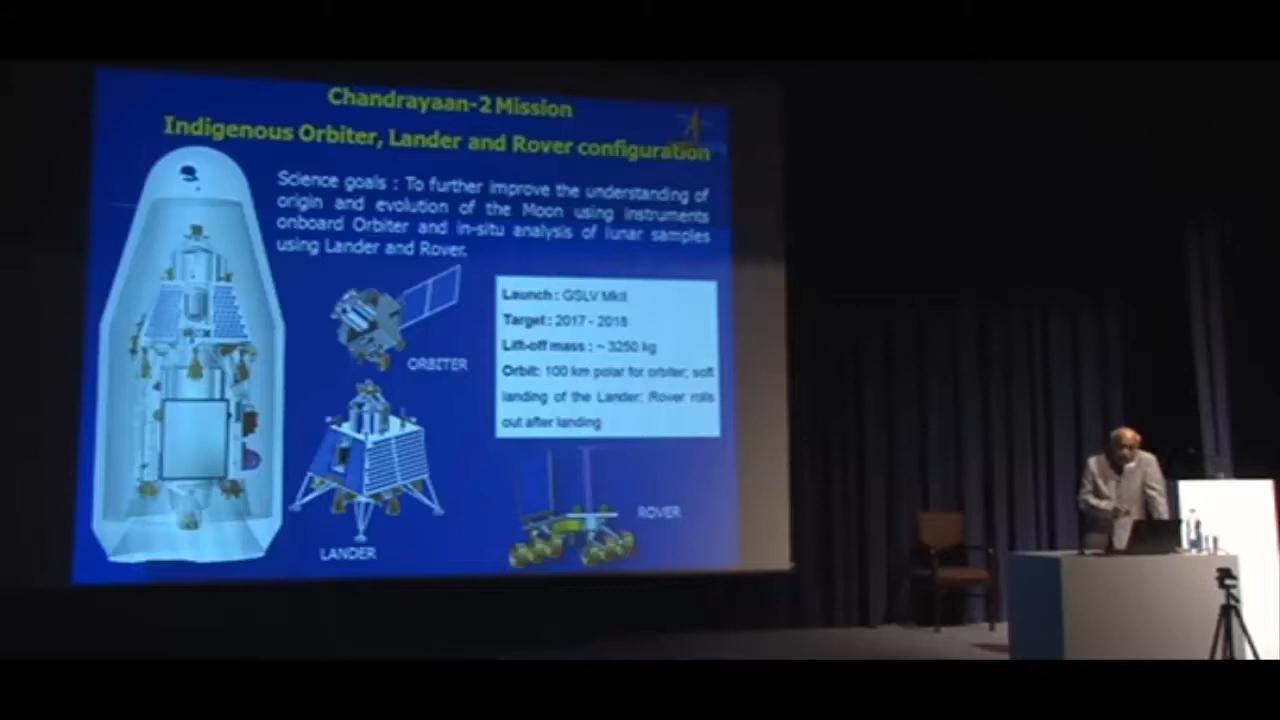 Chandrayaan-2 Mission
Indigenous Orbiter, Lander and Rover configuration
Science goals : To further improve the understanding of
origin and evolution of the Moon using instruments
onboard Orbiter and in-situ analysis of lunar samples
using Lander and Rover.
ORBITER
Launch : GSLV MkII
Target : 2017 - 2018
Lift-off mass : ~ 3250 kg
Orbit: 100 km polar for orbiter; soft
landing of the Lander; Rover rolls
out after landing
LANDER
ROVER